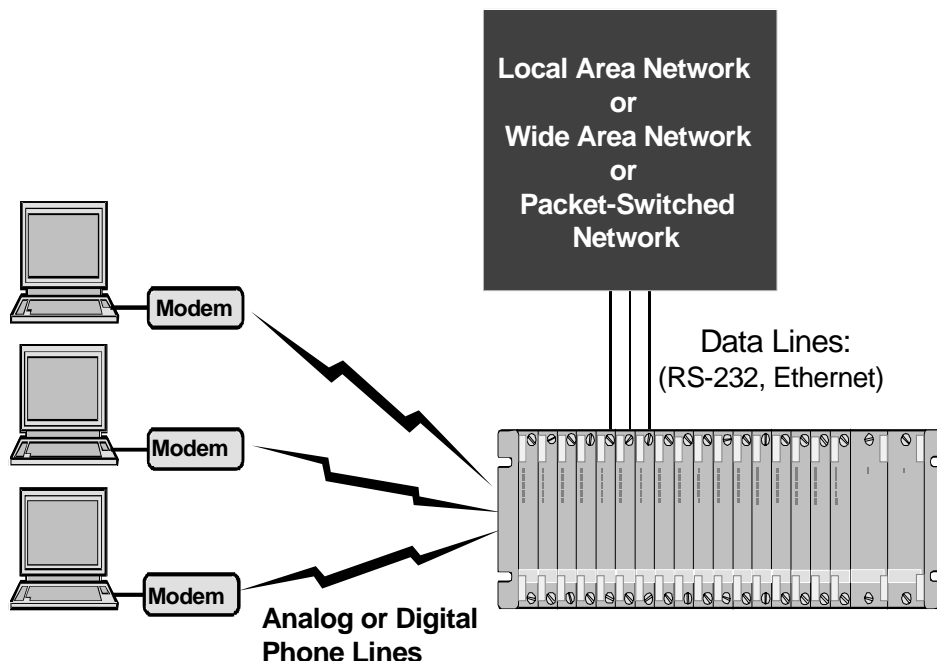 Local Area Network
or
Wide Area Network
or
Packet-Switched
Network
Modem
Data Lines:
(RS-232, Ethernet)
Modem
Modem
Analog or Digital
Phone Lines